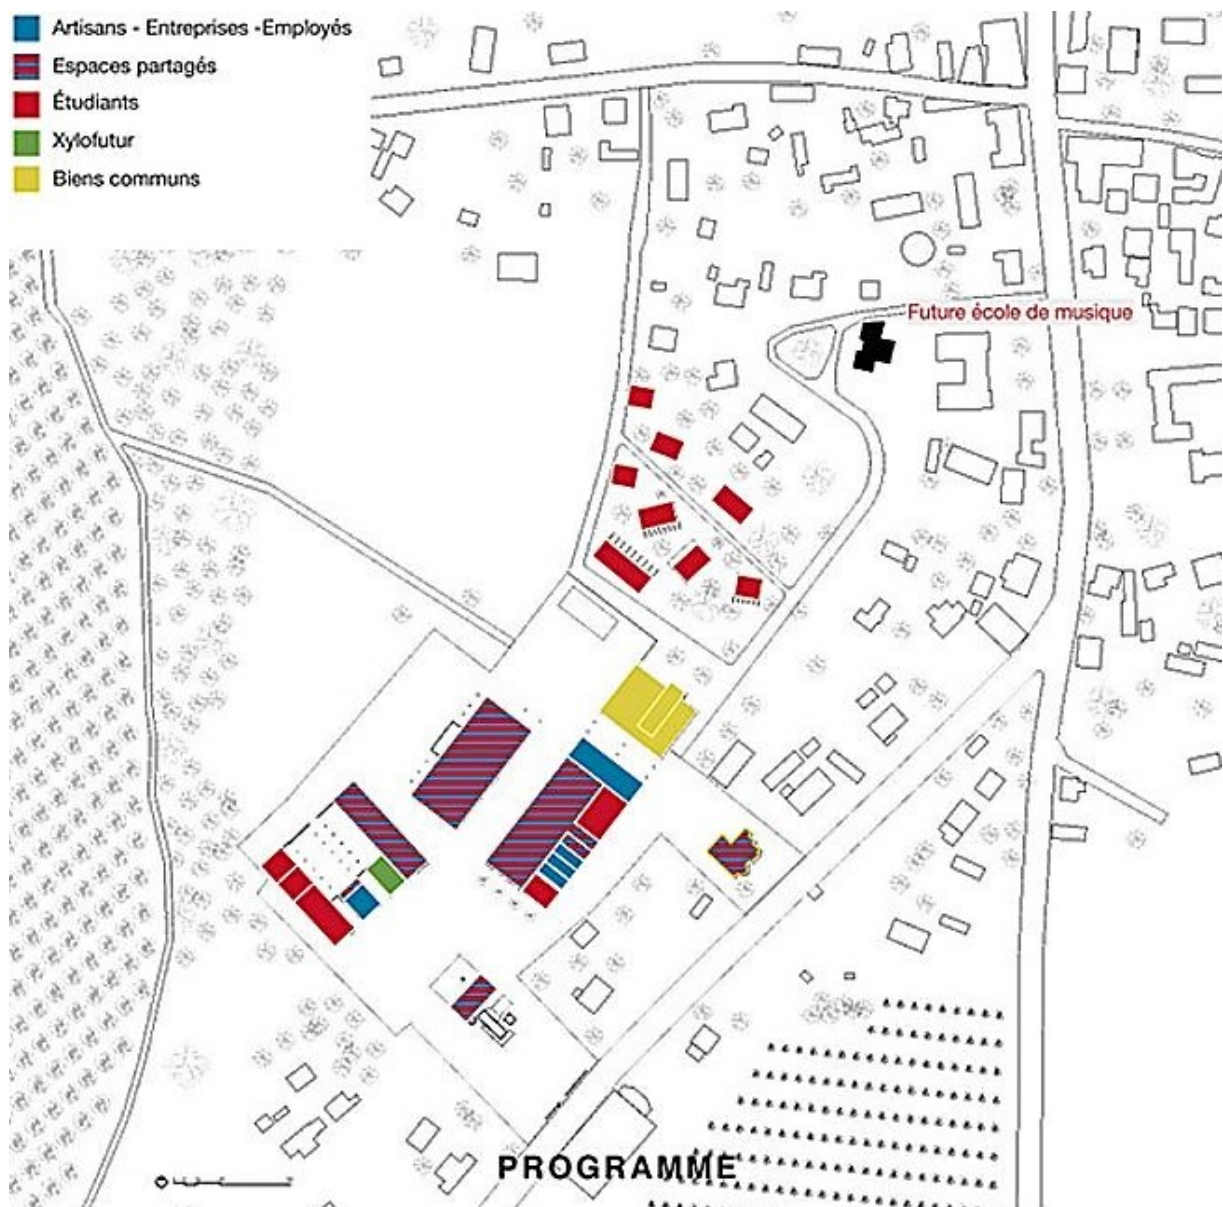 Artisans - Entreprises -Employés
Espaces partagés
Étudiants
Xylofutur
Biens communs
Future école de musique
PROGRAMME